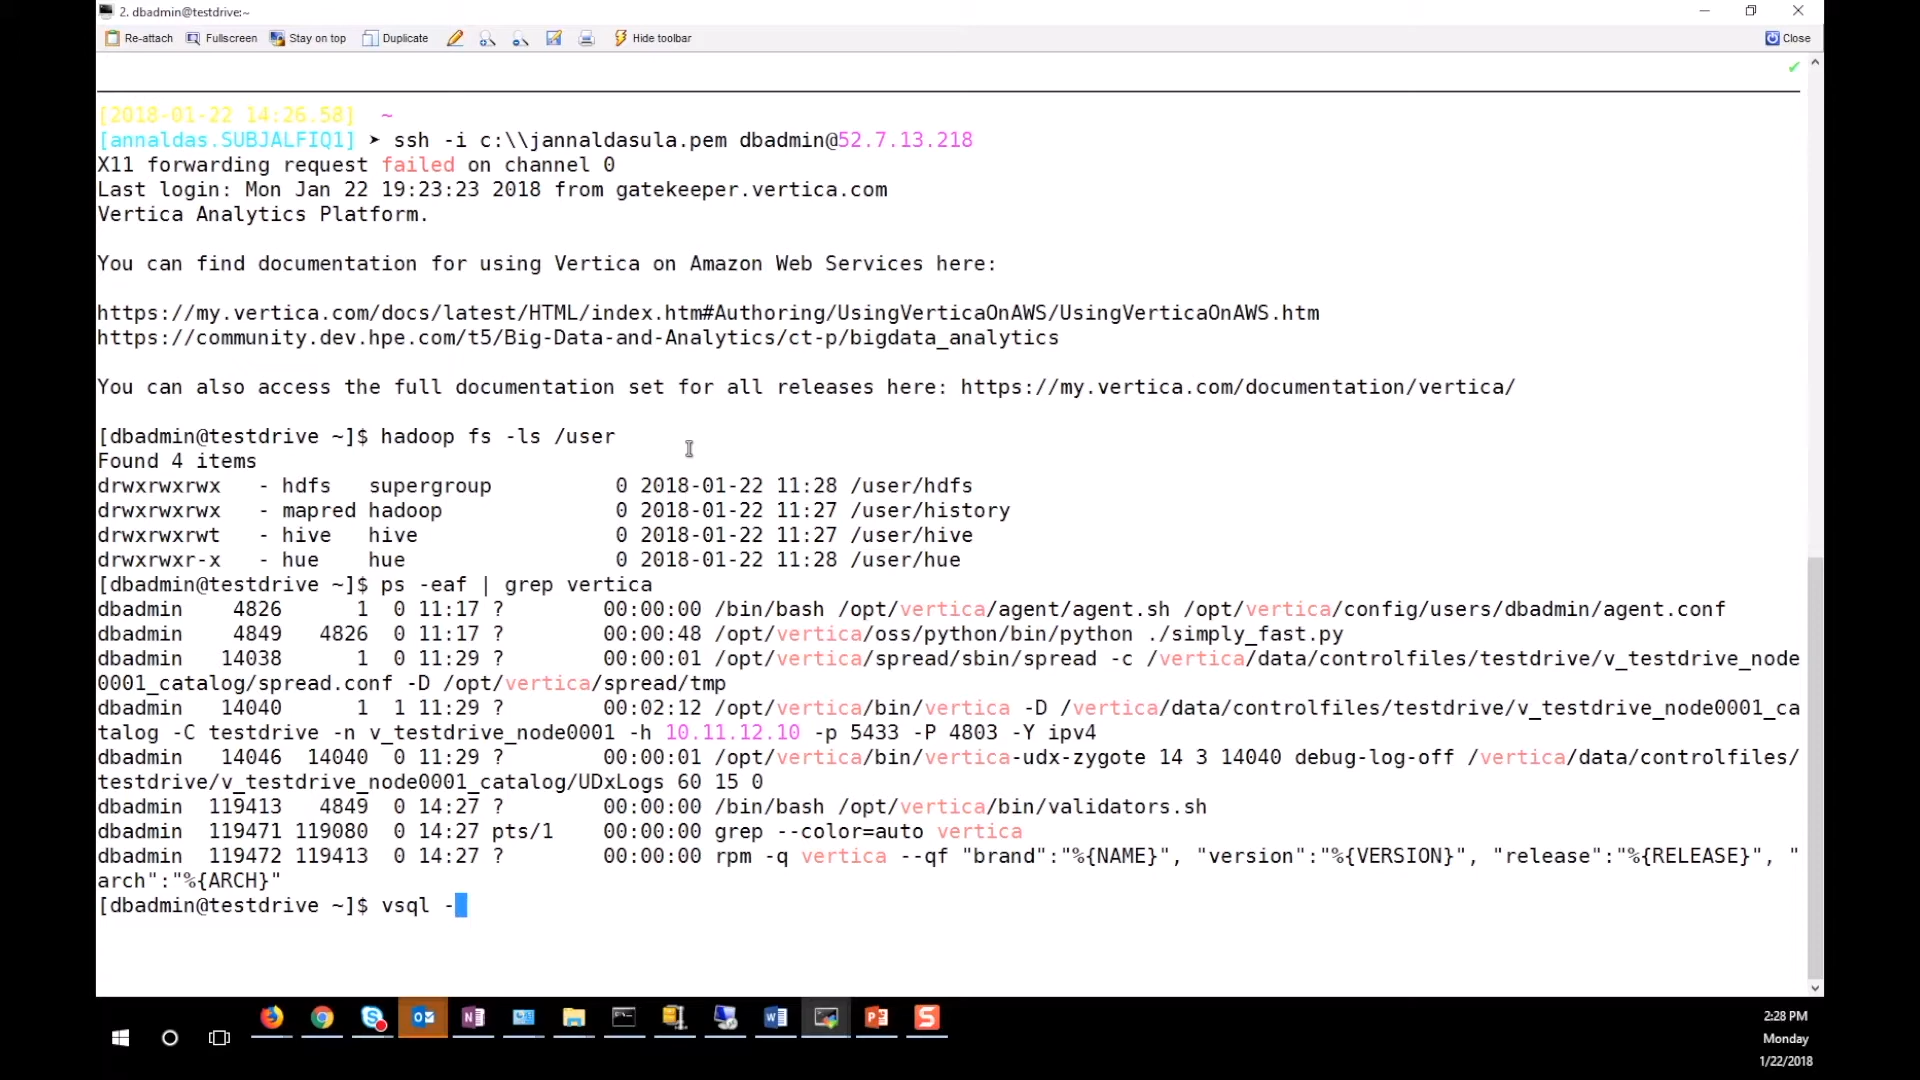 2. dbadmin@testdrive:~
Re-attach Fullscreen Stay on top Duplicate Hide toolbar Close
[2018-01-22 14:26.58] ~
[annaldas.SUBJALFIQ1] ➤ ssh -i c:\\jannaldasula.pem dbadmin@52.7.13.218
X11 forwarding request failed on channel 0
Last login: Mon Jan 22 19:23:23 2018 from gatekeeper.vertica.com
Vertica Analytics Platform.
You can find documentation for using Vertica on Amazon Web Services here:
https://my.vertica.com/docs/latest/HTML/index.htm#Authoring/UsingVerticaOnAWS/UsingVerticaOnAWS.htm
https://community.dev.hpe.com/t5/Big-Data-and-Analytics/ct-p/bigdata_analytics
You can also access the full documentation set for all releases here: https://my.vertica.com/documentation/vertica/
[dbadmin@testdrive ~]$ hadoop fs -ls /user
Found 4 items
drwxrwxrwx   - hdfs   supergroup          0 2018-01-22 11:28 /user/hdfs
drwxrwxrwx   - mapred hadoop              0 2018-01-22 11:27 /user/history
drwxrwxrwt   - hive   hive                0 2018-01-22 11:27 /user/hive
drwxrwxr-x   - hue    hue                 0 2018-01-22 11:28 /user/hue
[dbadmin@testdrive ~]$ ps -eaf | grep vertica
dbadmin    4826      1  0 11:17 ?        00:00:00 /bin/bash /opt/vertica/agent/agent.sh /opt/vertica/config/users/dbadmin/agent.conf
dbadmin    4849   4826  0 11:17 ?        00:00:48 /opt/vertica/oss/python/bin/python ./simply_fast.py
dbadmin   14038      1  0 11:29 ?        00:00:01 /opt/vertica/spread/sbin/spread -c /vertica/data/controlfiles/testdrive/v_testdrive_node
0001_catalog/spread.conf -D /opt/vertica/spread/tmp
dbadmin   14040      1  1 11:29 ?        00:02:12 /opt/vertica/bin/vertica -D /vertica/data/controlfiles/testdrive/v_testdrive_node0001_ca
talog -C testdrive -n v_testdrive_node0001 -h 10.11.12.10 -p 5433 -P 4803 -Y ipv4
dbadmin   14046  14040  0 11:29 ?        00:00:01 /opt/vertica/bin/vertica-udx-zygote 14 3 14040 debug-log-off /vertica/data/controlfiles/
testdrive/v_testdrive_node0001_catalog/UDxLogs 60 15 0
dbadmin  119413   4849  0 14:27 ?        00:00:00 /bin/bash /opt/vertica/bin/validators.sh
dbadmin  119471 119080  0 14:27 pts/1    00:00:00 grep --color=auto vertica
dbadmin  119472 119413  0 14:27 ?        00:00:00 rpm -q vertica --qf "brand":"%{NAME}", "version":"%{VERSION}", "release":"%{RELEASE}", "
arch":"%{ARCH}"
[dbadmin@testdrive ~]$ vsql -
2:28 PM
Monday
1/22/2018